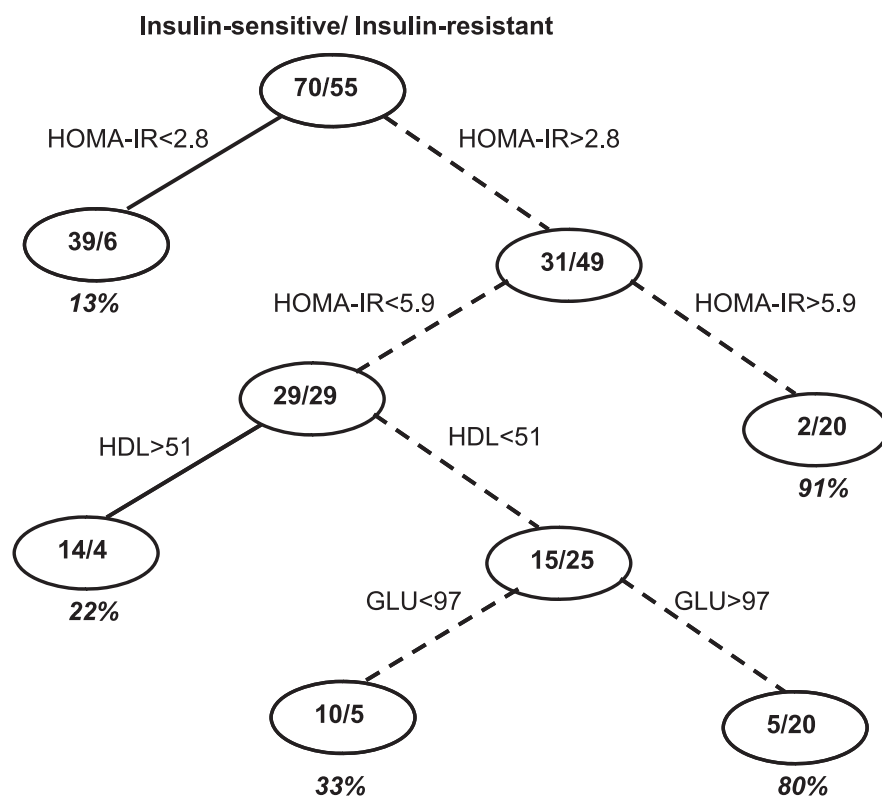 Insulin-sensitive/ Insulin-resistant
70/55
HOMA-IR<2.8
HOMA-IR>2.8
39/6
13%
31/49
HOMA-IR<5.9
HOMA-IR>5.9
29/29
2/20
91%
HDL>51
HDL<51
14/4
22%
15/25
GLU<97
GLU>97
10/5
33%
5/20
80%